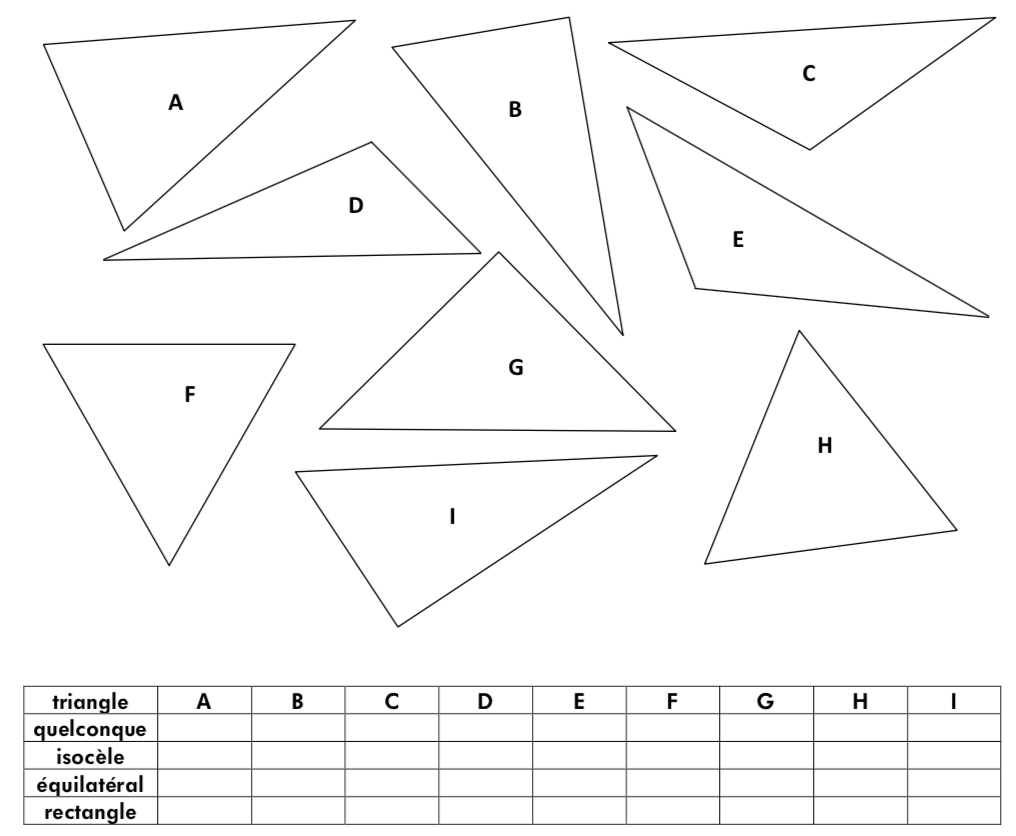 A
B
C
D
E
F
G
H
I
triangle A B C D E F G H I
quelconque
isocèle
équilatéral
rectangle